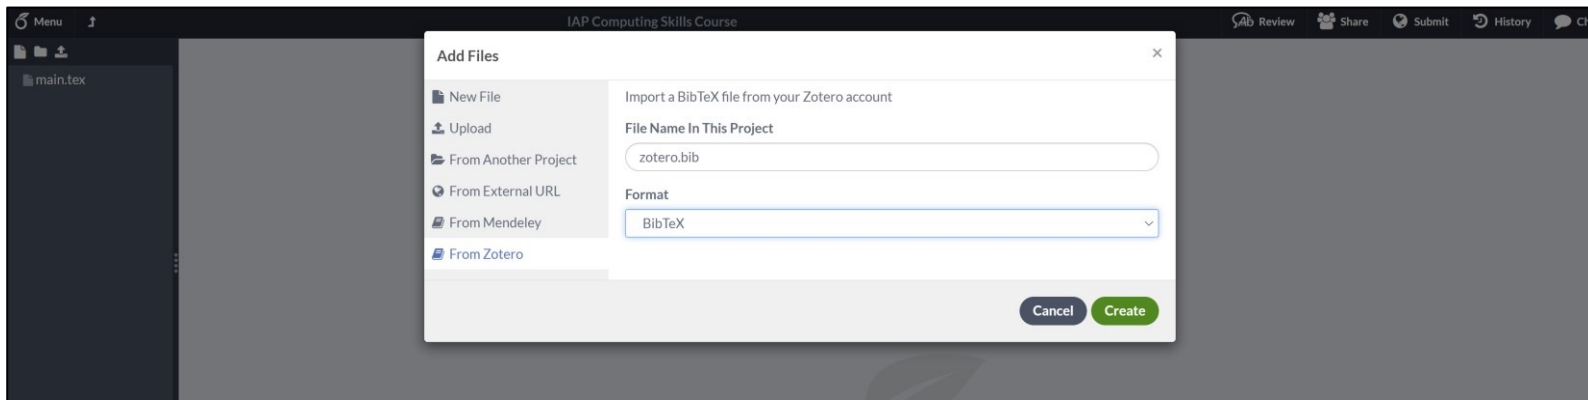 Menu
IAP Computing Skills Course
Review
Share
Submit
History
main.tex
Add Files
×
New File
Upload
From Another Project
From External URL
From Mendeley
From Zotero
Import a BibTeX file from your Zotero account
File Name In This Project
zotero.bib
Format
BibTeX
Cancel
Create